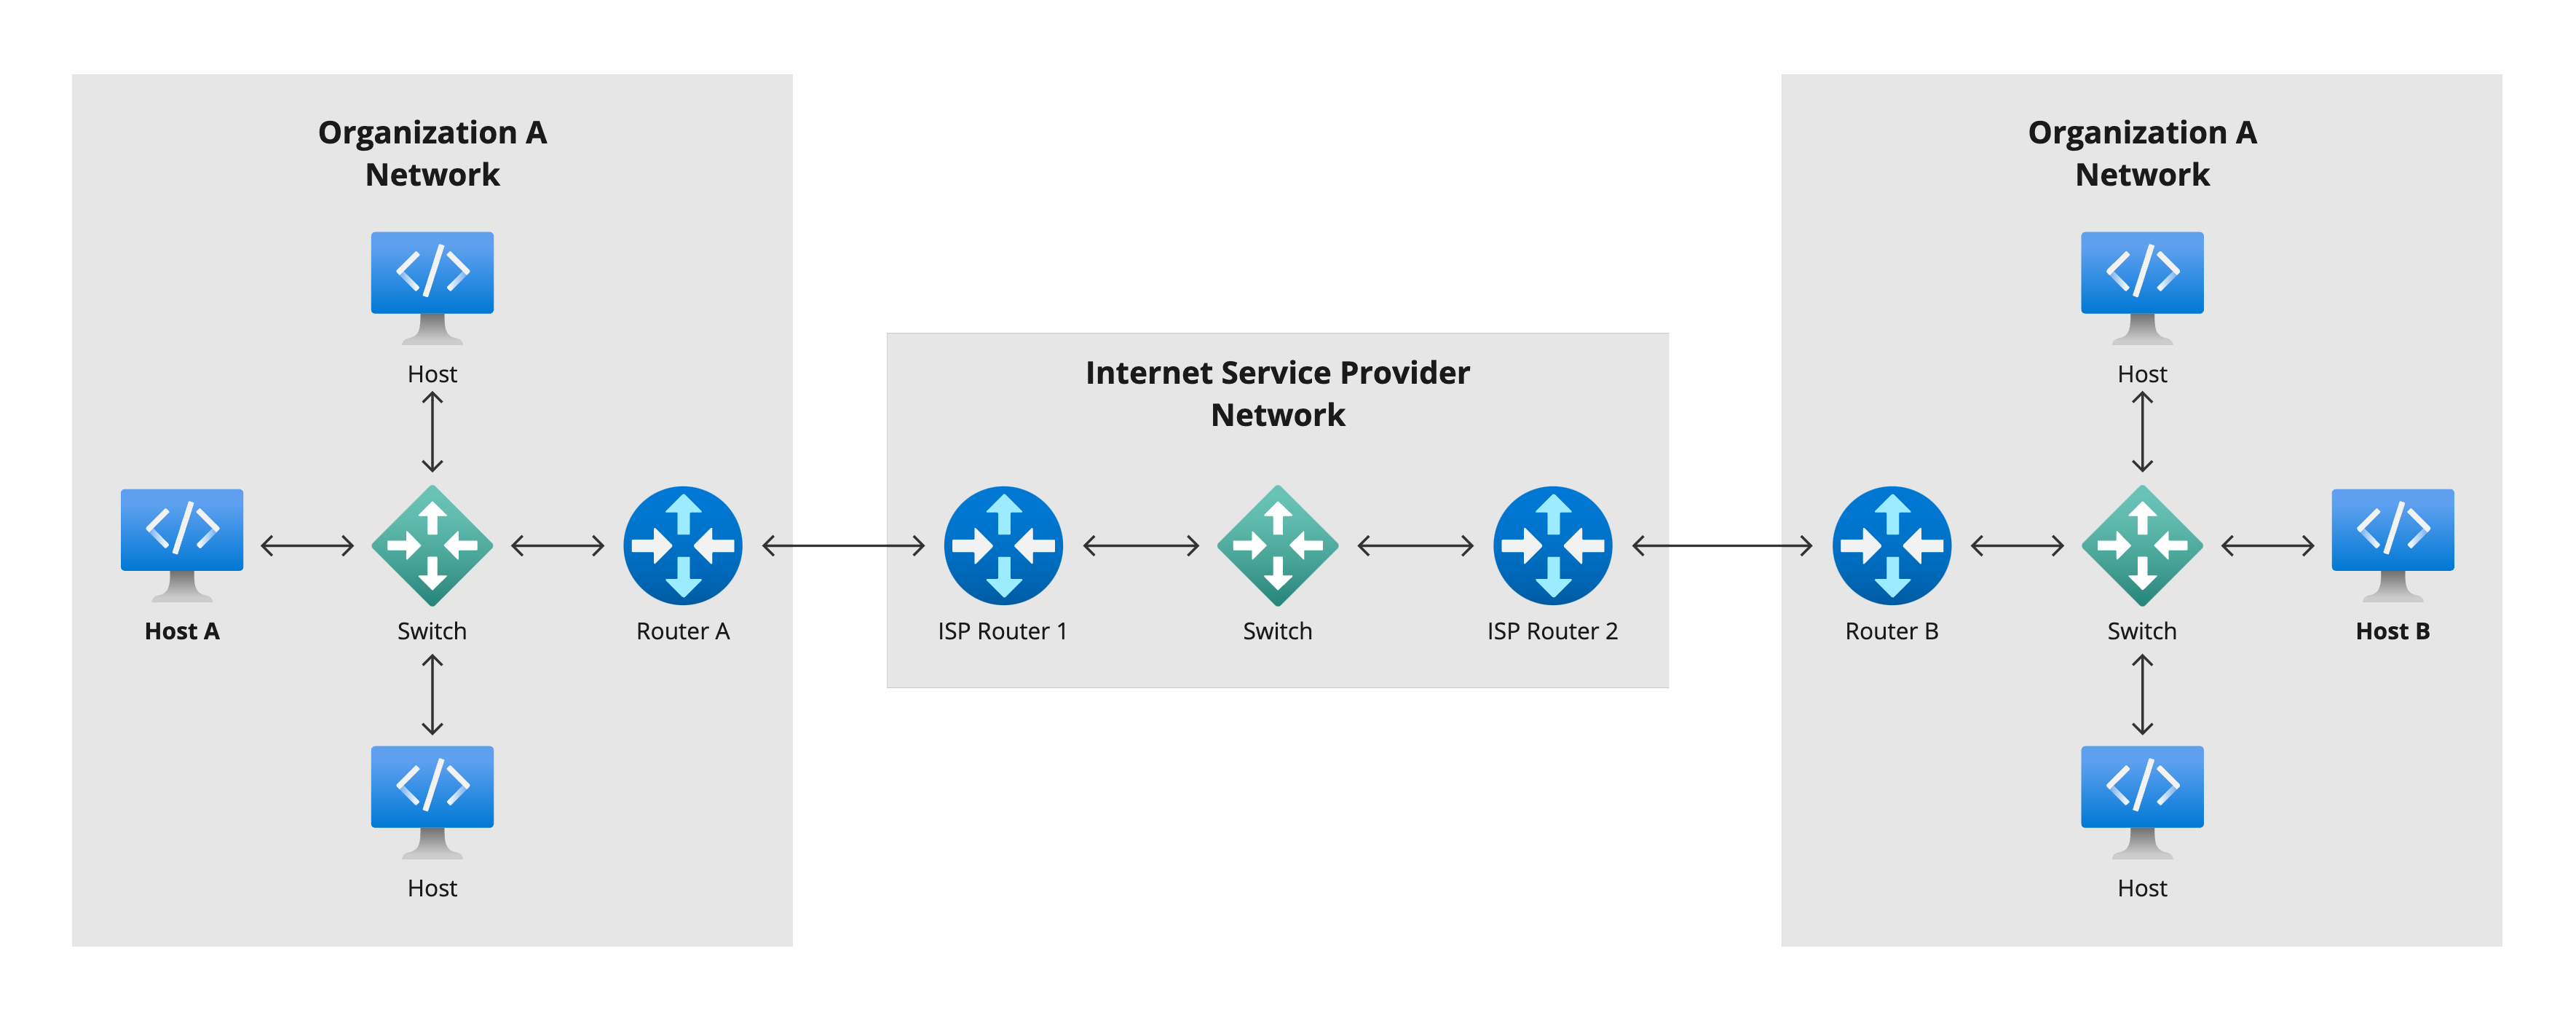 Organization A
Network
Host
Host A
Switch
Router A
Host
Internet Service Provider
Network
ISP Router 1
Switch
ISP Router 2
Organization A
Network
Host
Router B
Switch
Host B
Host